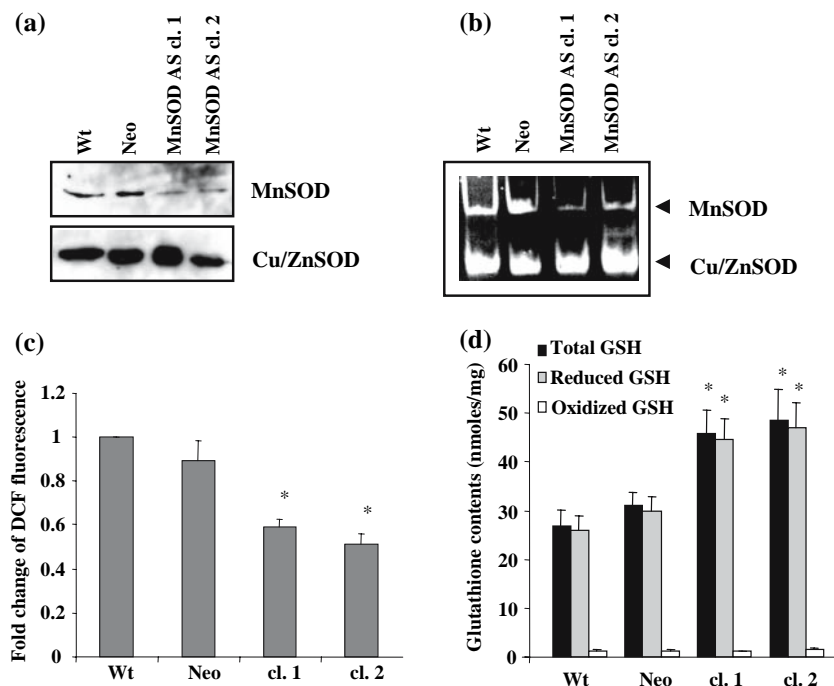 (a)
Wt
Neo
MnSOD AS cl. 1
MnSOD AS cl. 2
MnSOD
Cu/ZnSOD
(b)
Wt
Neo
MnSOD AS cl. 1
MnSOD AS cl. 2
MnSOD
Cu/ZnSOD
(c)
Fold change of DCF fluorescence
1.2
1
0.8
0.6
0.4
0.2
0
*
*
Wt
Neo
cl. 1
cl. 2
(d)
Total GSH
Reduced GSH
Oxidized GSH
Glutathione contents (nmoles/mg)
60
50
40
30
20
10
0
* *
* *
Wt
Neo
cl. 1
cl. 2